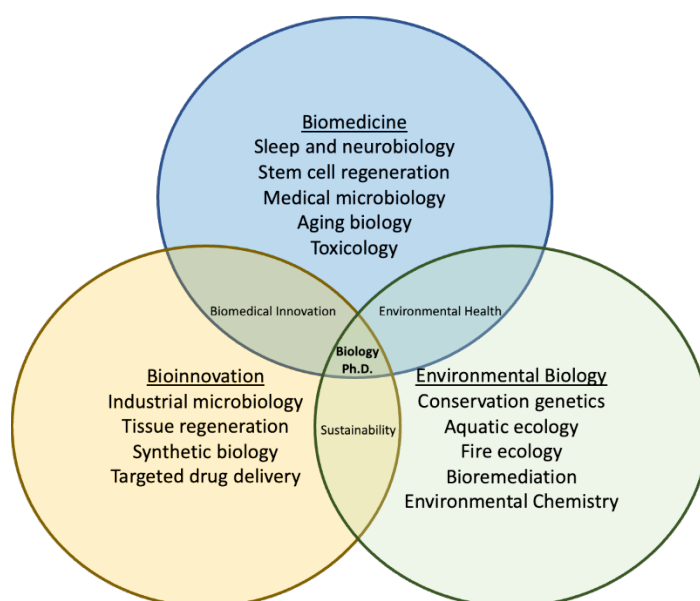 Biomedicine
Sleep and neurobiology
Stem cell regeneration
Medical microbiology
Aging biology
Toxicology
Biomedical Innovation
Environmental Health
Biology
Ph.D.
Bioinnovation
Industrial microbiology
Tissue regeneration
Synthetic biology
Targeted drug delivery
Sustainability
Environmental Biology
Conservation genetics
Aquatic ecology
Fire ecology
Bioremediation
Environmental Chemistry